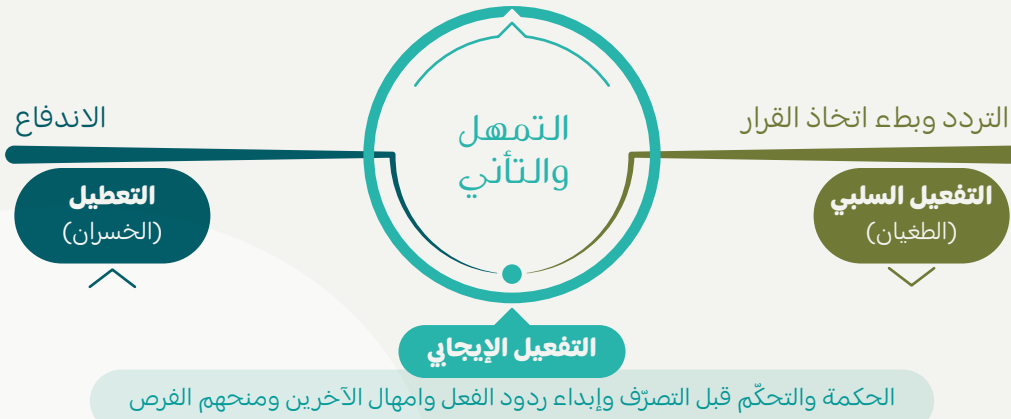 التمهل
والتأني
التردد وبطء اتخاذ القرار
التفعيل السلبي
(الطغيان)
الاندفاع
التعطيل
(الخسران)
التفعيل الإيجابي
الحكمة والتحكّم قبل التصرّف وإبداء ردود الفعل وامهال الآخرين ومنحهم الفرص